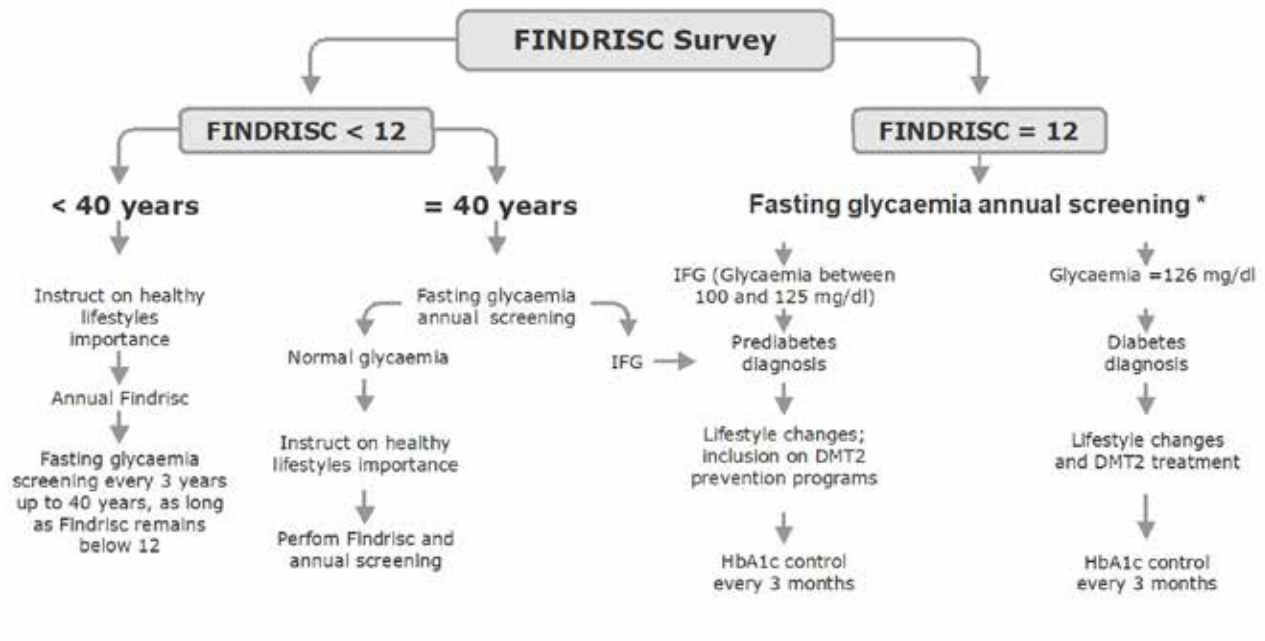 FINDRISC Survey
FINDRISC < 12
FINDRISC = 12
< 40 years
= 40 years
Fasting glycaemia annual screening *
Instruct on healthy
lifestyles
importance
Annual Findrisc
Fasting glycaemia
screening every 3 years
up to 40 years, as long
as Findrisc remains
below 12
Fasting glycaemia
annual screening
Normal glycaemia
Instruct on healthy
lifestyles importance
Perfom Findrisc and
annual screening
IFG
IFG (Glycaemia between
100 and 125 mg/dl)
Prediabetes
diagnosis
Lifestyle changes;
inclusion on DMT2
prevention programs
HbA1c control
every 3 months
Glycaemia =126 mg/dl
Diabetes
diagnosis
Lifestyle changes
and DMT2 treatment
HbA1c control
every 3 months